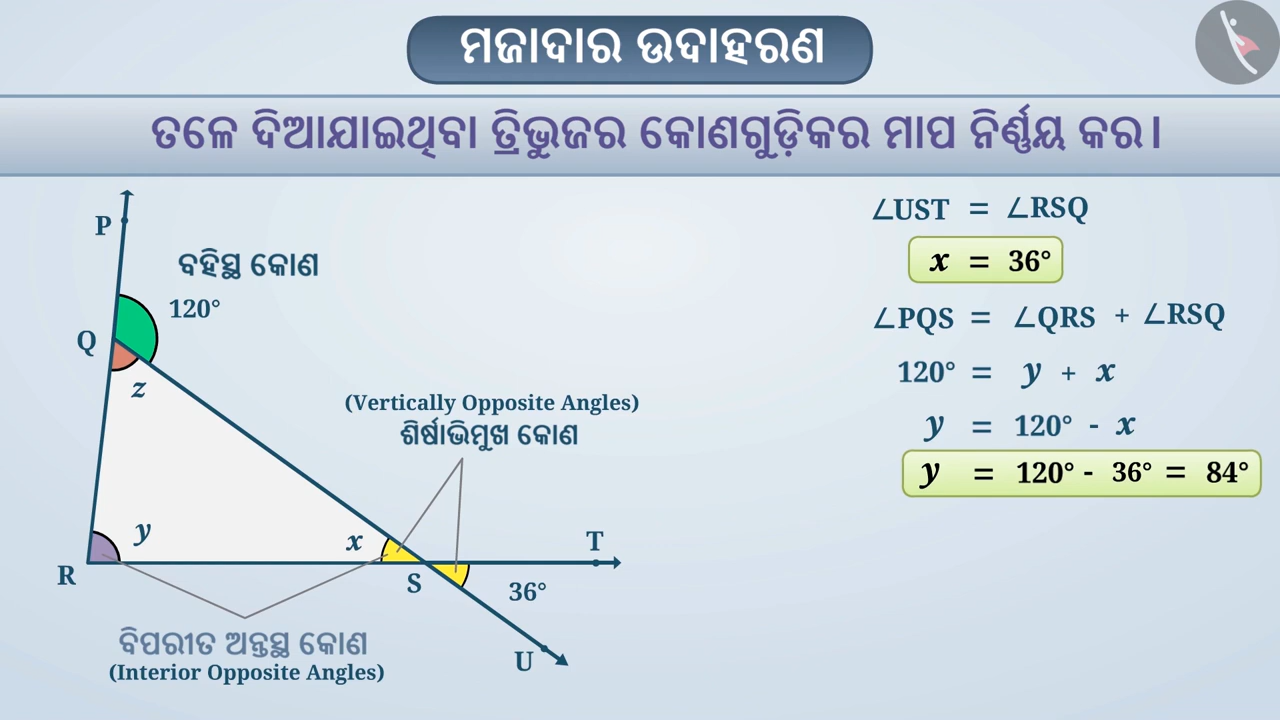 ମଜାଦାର ଉଦାହରଣ
ତଳେ ଦିଆଯାଇଥିବା ତ୍ରିଭୁଜର କୋଣଗୁଡ଼ିକର ମାପ ନିର୍ଣ୍ଣୟ କର।
P
ବହିସ୍ଥ କୋଣ
120°
Q
z
(Vertically Opposite Angles)
ଶିର୍ଷାଭିମୁଖ କୋଣ
y
x
T
R
S
36°
U
ବିପରୀତ ଅନ୍ତସ୍ଥ କୋଣ
(Interior Opposite Angles)
∠UST = ∠RSQ
x = 36°
∠PQS = ∠QRS + ∠RSQ
120° = y + x
y = 120° - x
y = 120° - 36° = 84°